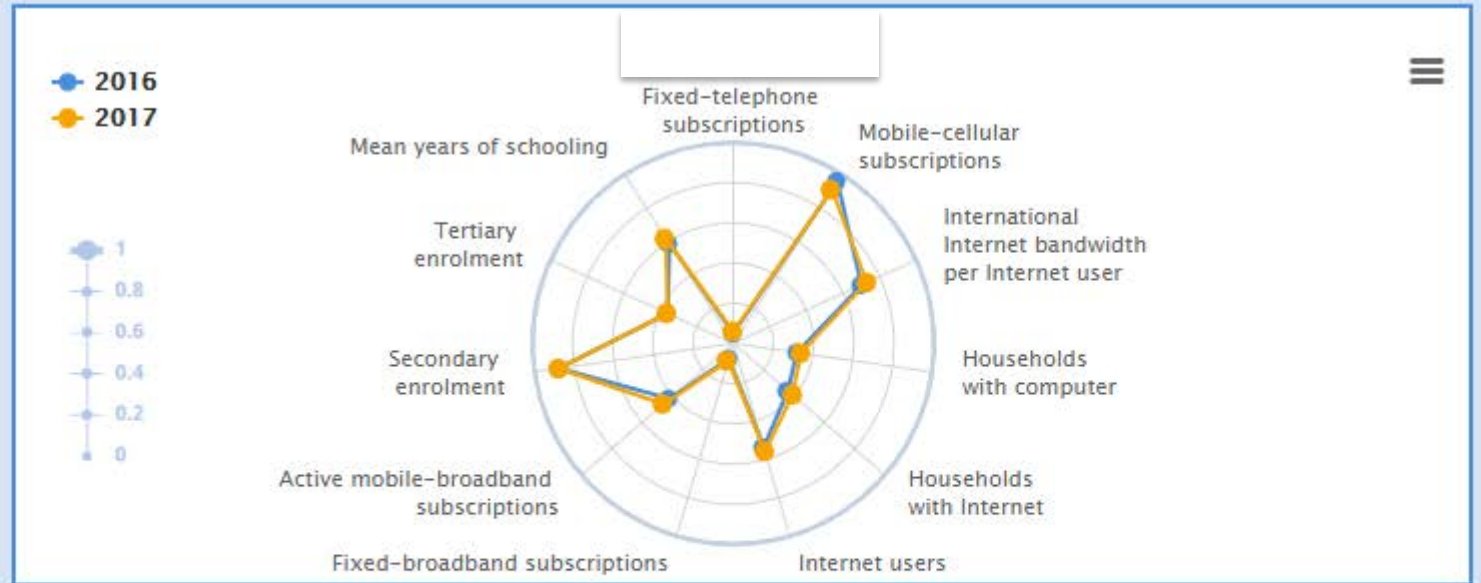 2016
2017
1
0.8
0.6
0.4
0.2
0
Fixed-telephone
subscriptions
Mobile-cellular
subscriptions
International
Internet bandwidth
per Internet user
Households
with computer
Households
with Internet
Internet users
Fixed-broadband subscriptions
Active mobile-broadband
subscriptions
Secondary
enrolment
Tertiary
enrolment
Mean years of schooling